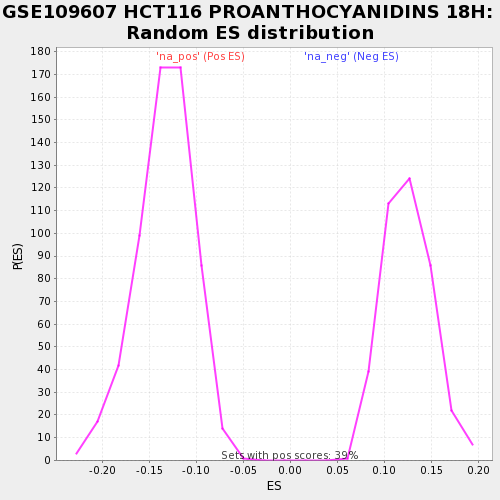 GSE109607 HCT116 PROANTHOCYANIDINS 18H:
Random ES distribution
'na_pos' (Pos ES) 'na_neg' (Neg ES)
180
170
160
150
140
130
120
110
100
90
80
70
60
50
40
30
20
10
0
P(ES)
Sets with pos scores: 39%
-0.20 -0.15 -0.10 -0.05 0.00 0.05 0.10 0.15 0.20
ES